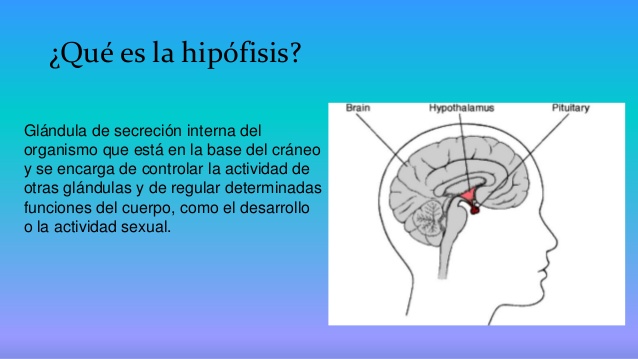 ¿Qué es la hipófisis?
Glándula de secreción interna del
organismo que está en la base del cráneo
y se encarga de controlar la actividad de
otras glándulas y de regular determinadas
funciones del cuerpo, como el desarrollo
o la actividad sexual.
Brain Hypothalamus Pituitary